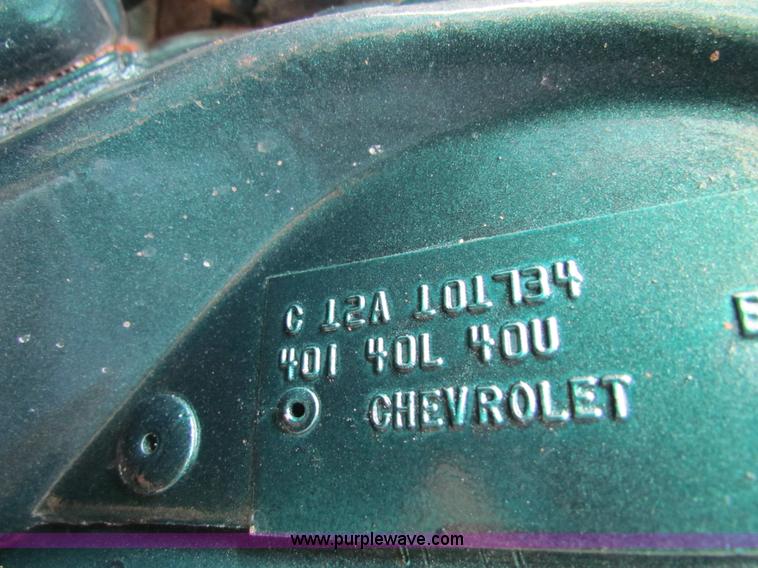 C 12A 101734
401 40L 40U
CHEVROLET
www.purplewave.com